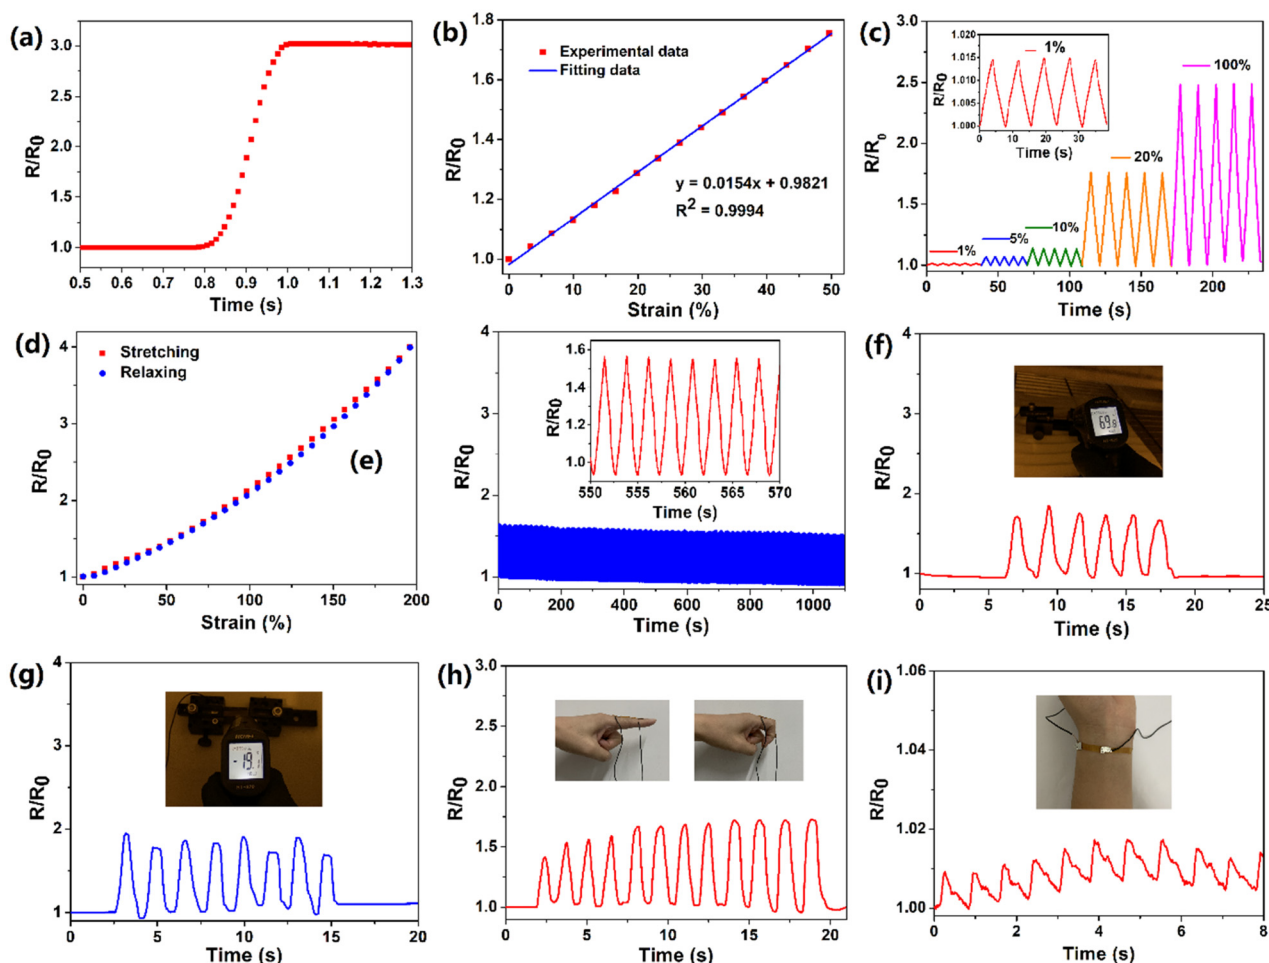 (a)
3.0
2.5
2.0
1.5
1.0
R/R0
0.5 0.6 0.7 0.8 0.9 1.0 1.1 1.2 1.3
Time (s)
(b)
1.8
1.6
1.4
1.2
1.0
R/R0
Experimental data
Fitting data
y = 0.0154x + 0.9821
R2 = 0.9994
0 10 20 30 40 50
Strain (%)
(c)
3.0
2.5
2.0
1.5
1.0
R/R0
1.020
1.015
1.010
1.005
1.000
R/R0
1%
0 10 20 30
Time (s)
1%
5%
10%
20%
100%
0 50 100 150 200
Time (s)
(d)
4
3
2
1
R/R0
Stretching
Relaxing
0 50 100 150 200
Strain (%)
(e)
4
3
2
1
R/R0
1.6
1.4
1.2
1.0
R/R0
550 555 560 565 570
Time (s)
0 200 400 600 800 1000
Time (s)
(f)
4
3
2
1
R/R0
69.
0 5 10 15 20 25
Time (s)
(g)
4
3
2
1
R/R0
-19.1
0 5 10 15 20
Time (s)
(h)
3.0
2.5
2.0
1.5
1.0
R/R0
0 5 10 15 20
Time (s)
(i)
1.06
1.04
1.02
1.00
R/R0
0 2 4 6 8
Time (s)